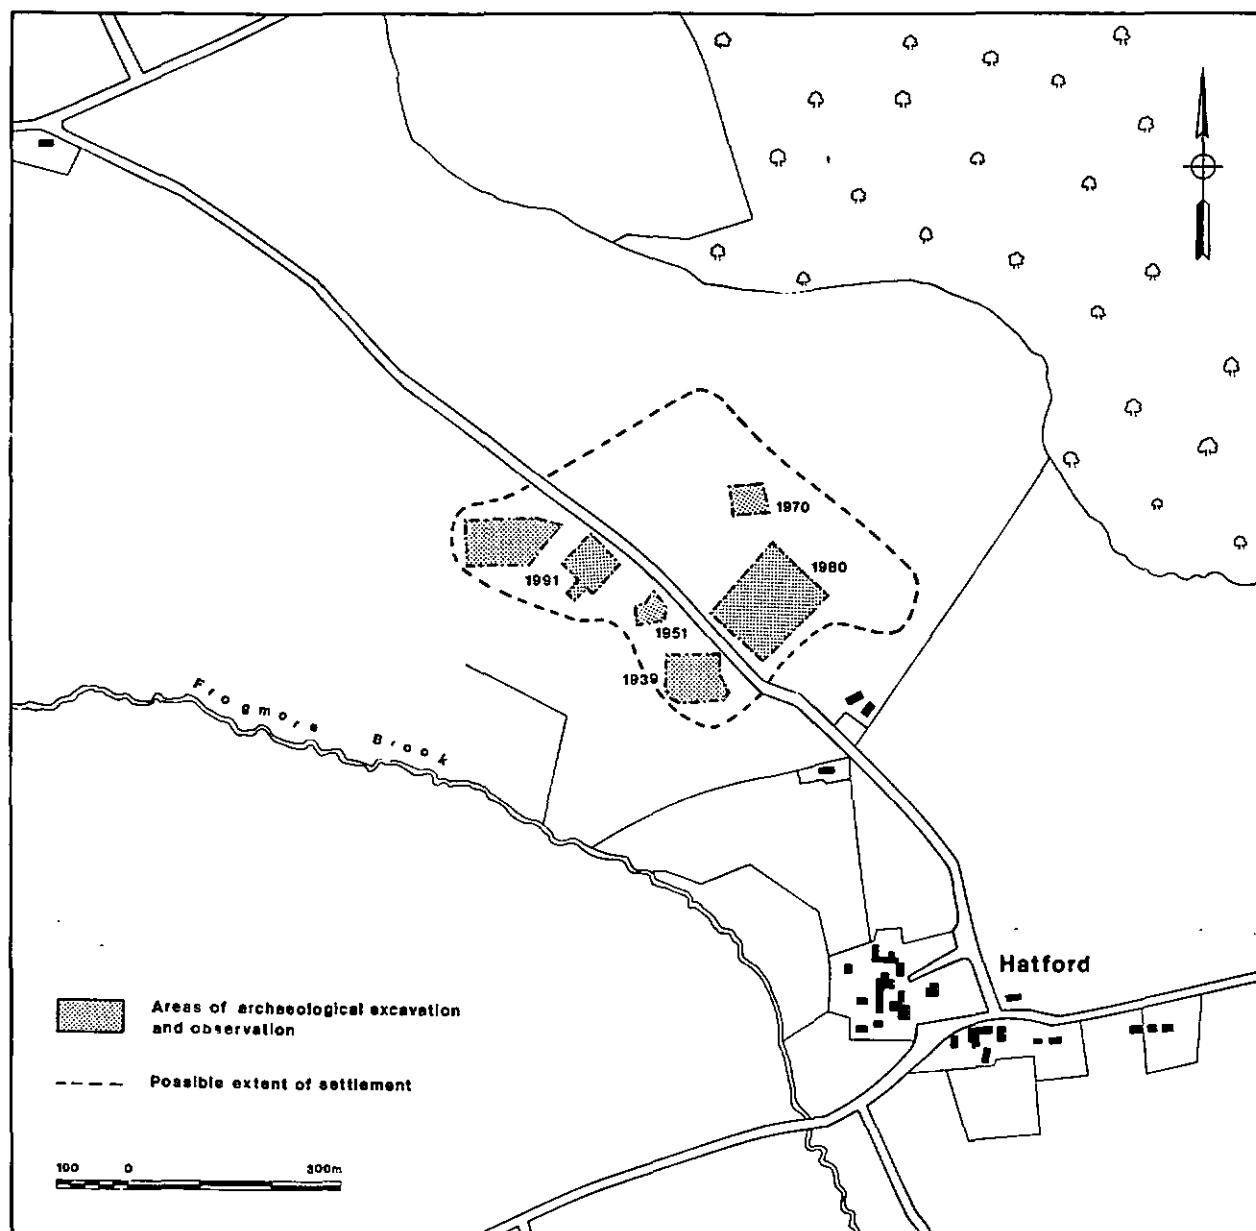 1970
1980
1991
1951
1939
Frogmore Brook
Hatford
Areas of archaeological excavation
and observation
Possible extent of settlement
100 0 300m